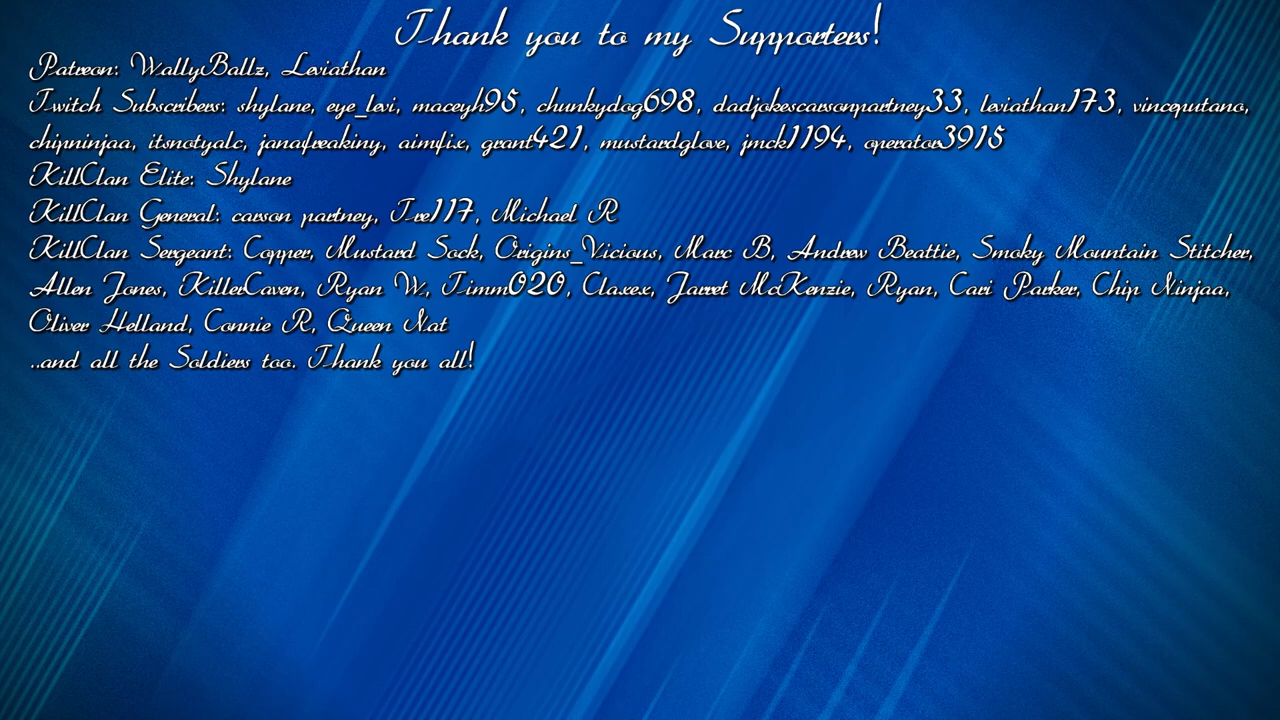 Thank you to my Supporters!
Patreon: WallyBallz, Leviathan
Twitch Subscribers: shylane, eye_levi, maceyh95, chunkydog698, dadjokescarsonpartney33, leviathan173, vinceputano,
chipninjaa, itsnotyalc, janafreakiny, aimfix, grant421, mustardglove, jmck1194, operator3915
KillClan Elite: Shylane
KillClan General: carson partney, Tre117, Michael R
KillClan Sergeant: Copper, Mustard Sock, Origins_Vicious, Marc B, Andrew Beattie, Smoky Mountain Stitcher,
Allen Jones, KillerCaven, Ryan W, Timm020, Claxex, Jarret McKenzie, Ryan, Cari Parker, Chip Ninjaa,
Oliver Helland, Connie R, Queen Nat
..and all the Soldiers too. Thank you all!